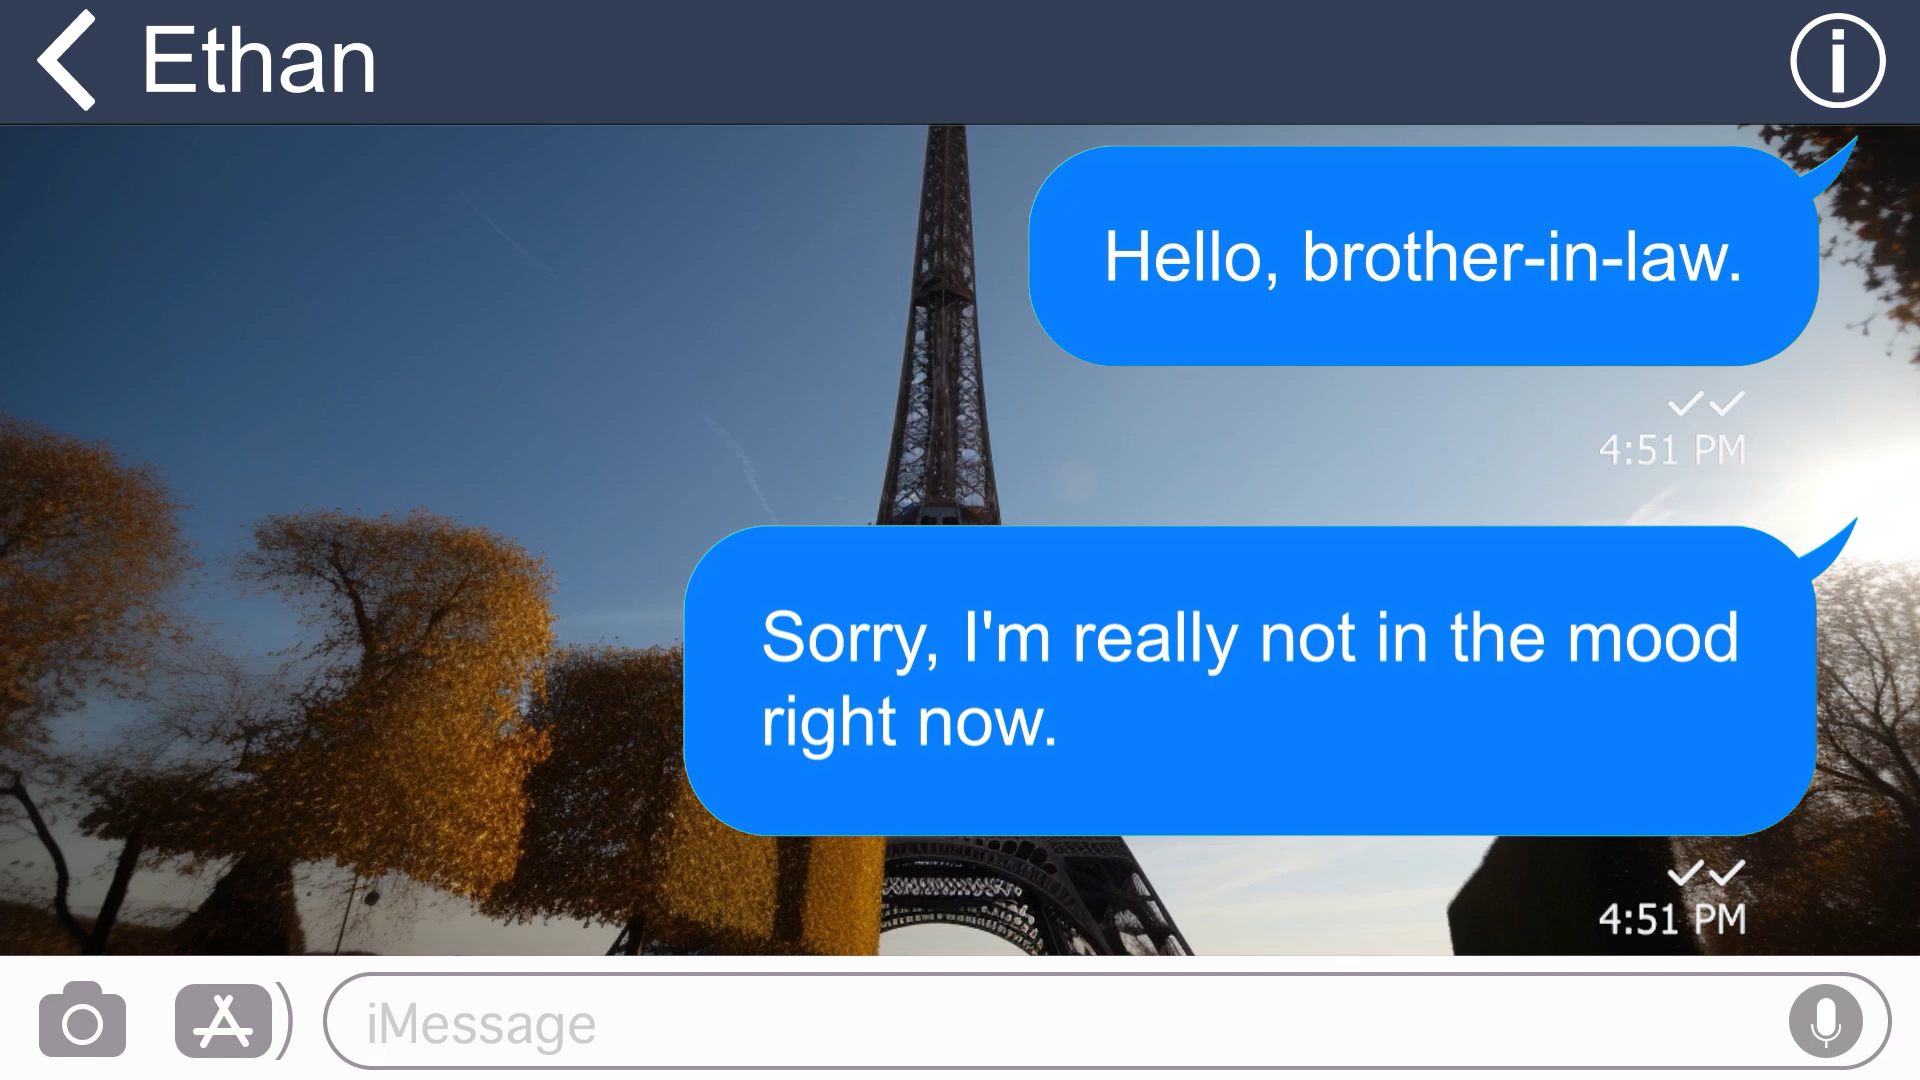 Ethan
Hello, brother-in-law.
4:51 PM
Sorry, I'm really not in the mood
right now.
4:51 PM
iMessage